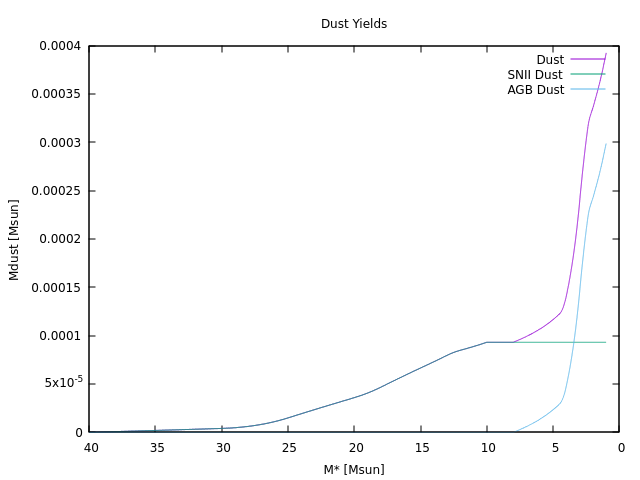 Dust Yields
0.0004
0.00035
0.0003
0.00025
0.0002
0.00015
0.0001
5x10⁻⁵
0
Mdust [Msun]
Dust
SNII Dust
AGB Dust
40 35 30 25 20 15 10 5 0
M* [Msun]